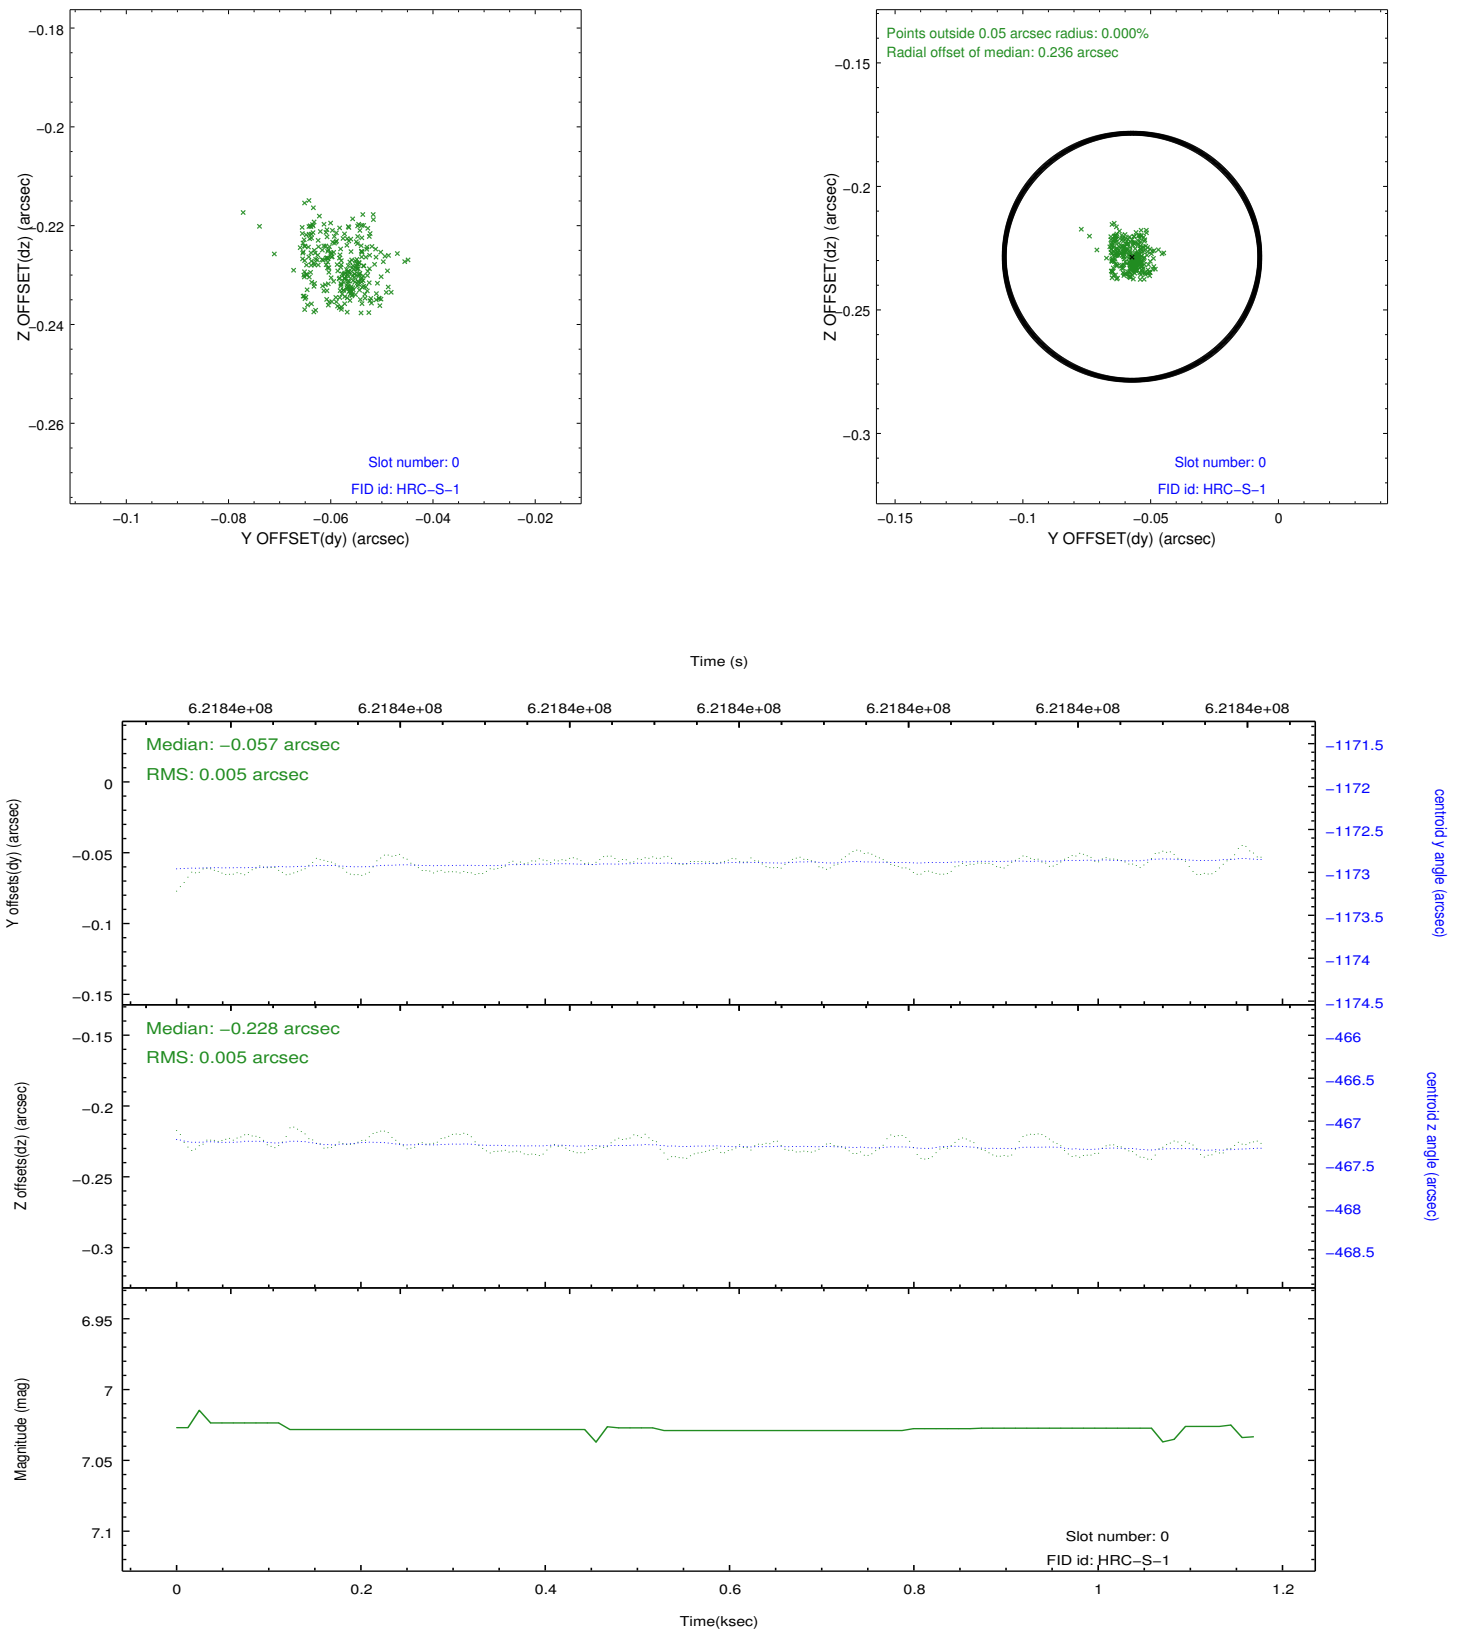 −0.18
−0.2
−0.22
−0.24
−0.26
Z OFFSET(dz) (arcsec)
Slot number: 0
FID id: HRC−S−1
−0.1
−0.08
−0.06
−0.04
−0.02
Y OFFSET(dy) (arcsec)
Points outside 0.05 arcsec radius: 0.000%
Radial offset of median: 0.236 arcsec
−0.15
−0.2
−0.25
−0.3
Z OFFSET(dz) (arcsec)
Slot number: 0
FID id: HRC−S−1
−0.15
−0.1
−0.05
0
Y OFFSET(dy) (arcsec)
Time (s)
6.2184e+08
6.2184e+08
6.2184e+08
6.2184e+08
6.2184e+08
6.2184e+08
6.2184e+08
Median: −0.057 arcsec
RMS: 0.005 arcsec
0
−0.05
−0.1
−0.15
Y offsets(dy) (arcsec)
−1171.5
−1172
−1172.5
−1173
−1173.5
−1174
−1174.5
centroid y angle (arcsec)
Median: −0.228 arcsec
RMS: 0.005 arcsec
−0.15
−0.2
−0.25
−0.3
Z offsets(dz) (arcsec)
−466
−466.5
−467
−467.5
−468
−468.5
centroid z angle (arcsec)
6.95
7
7.05
7.1
Magnitude (mag)
Slot number: 0
FID id: HRC−S−1
0
0.2
0.4
0.6
0.8
1
1.2
Time(ksec)